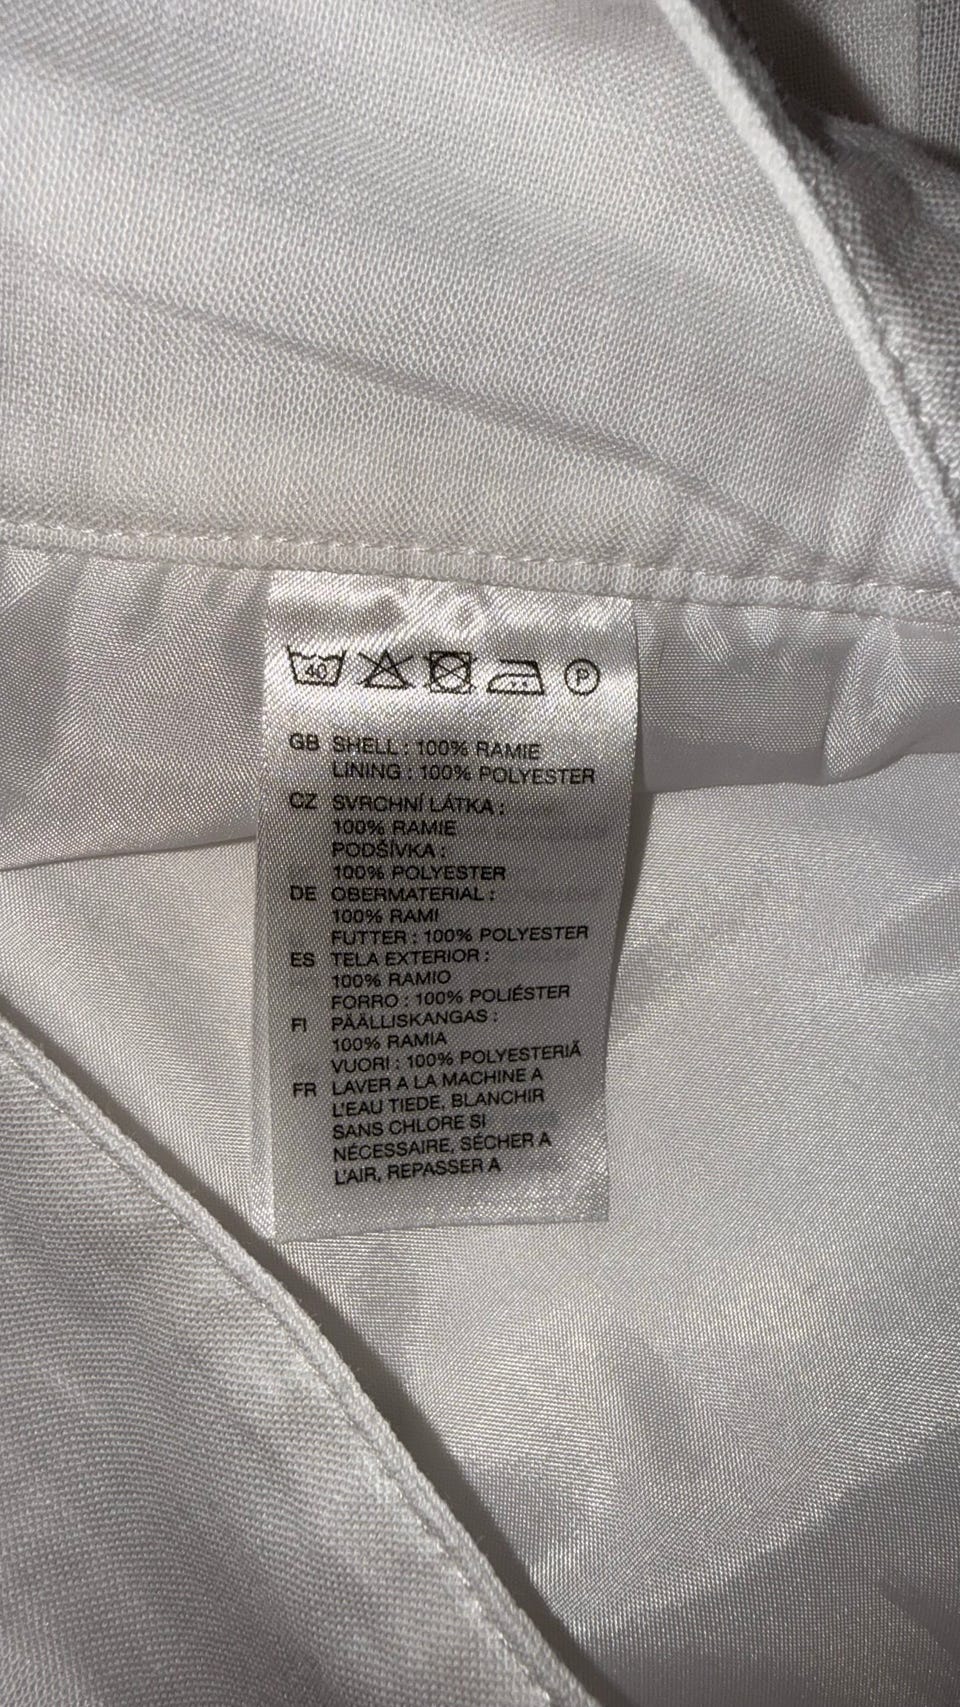 40 P
GB SHELL : 100% RAMIE
LINING : 100% POLYESTER
CZ SVRCHNÍ LÁTKA :
100% RAMIE
PODŠÍVKA :
100% POLYESTER
DE OBERMATERIAL :
100% RAMI
FUTTER : 100% POLYESTER
ES TELA EXTERIOR :
100% RAMIO
FORRO : 100% POLIÉSTER
FI PÄÄLLISKANGAS :
100% RAMIA
VUORI : 100% POLYESTERIÄ
FR LAVER A LA MACHINE A
L'EAU TIEDE, BLANCHIR
SANS CHLORE SI
NÉCESSAIRE, SÉCHER A
L'AIR, REPASSER A